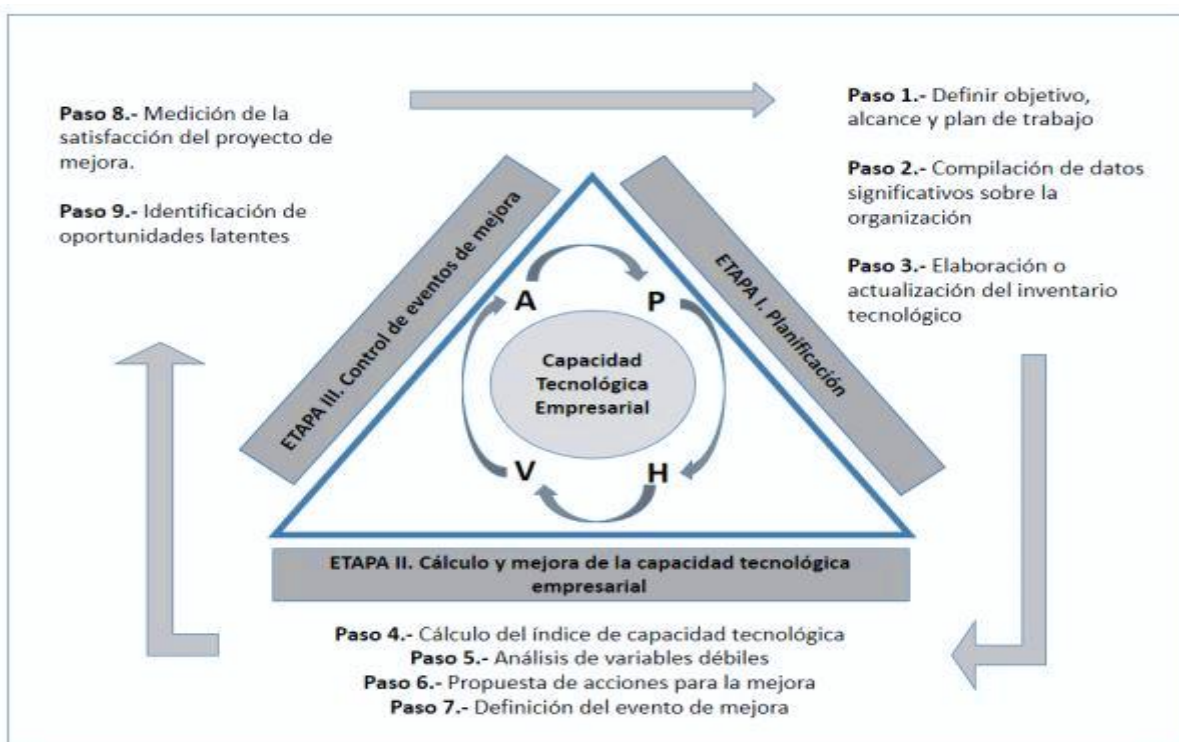 Paso 8.- Medición de la
satisfacción del proyecto de
mejora.
Paso 9.- Identificación de
oportunidades latentes
Paso 1.- Definir objetivo,
alcance y plan de trabajo
Paso 2.- Compilación de datos
significativos sobre la
organización
Paso 3.- Elaboración o
actualización del inventario
tecnológico
ETAPA III. Control de eventos de mejora
ETAPA I. Planificación
A
P
Capacidad
Tecnológica
Empresarial
V
H
ETAPA II. Cálculo y mejora de la capacidad tecnológica
empresarial
Paso 4.- Cálculo del índice de capacidad tecnológica
Paso 5.- Análisis de variables débiles
Paso 6.- Propuesta de acciones para la mejora
Paso 7.- Definición del evento de mejora